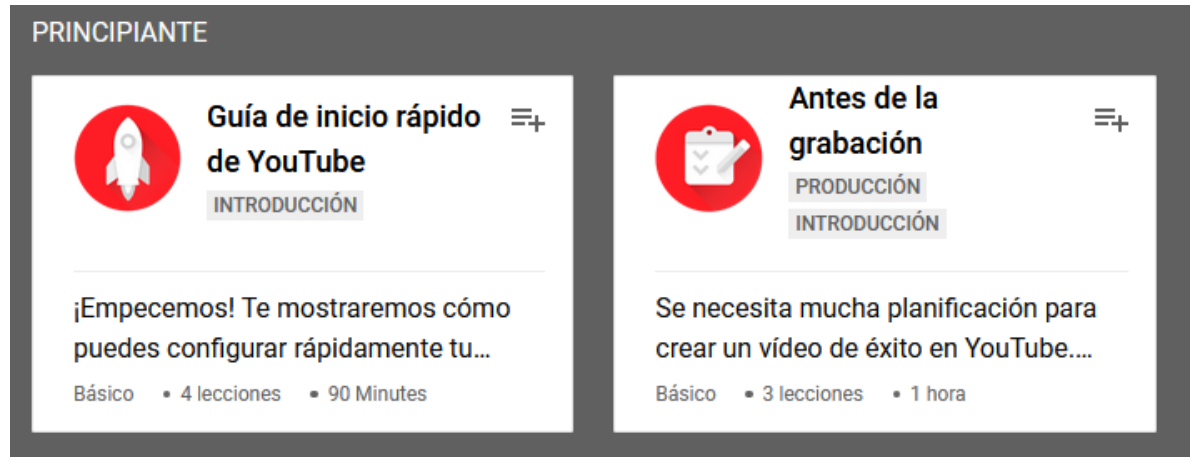 PRINCIPIANTE
Guía de inicio rápido
de YouTube
INTRODUCCIÓN
¡Empecemos! Te mostraremos cómo
puedes configurar rápidamente tu...
Básico • 4 lecciones • 90 Minutes
Antes de la
grabación
PRODUCCIÓN
INTRODUCCIÓN
Se necesita mucha planificación para
crear un vídeo de éxito en YouTube....
Básico • 3 lecciones • 1 hora